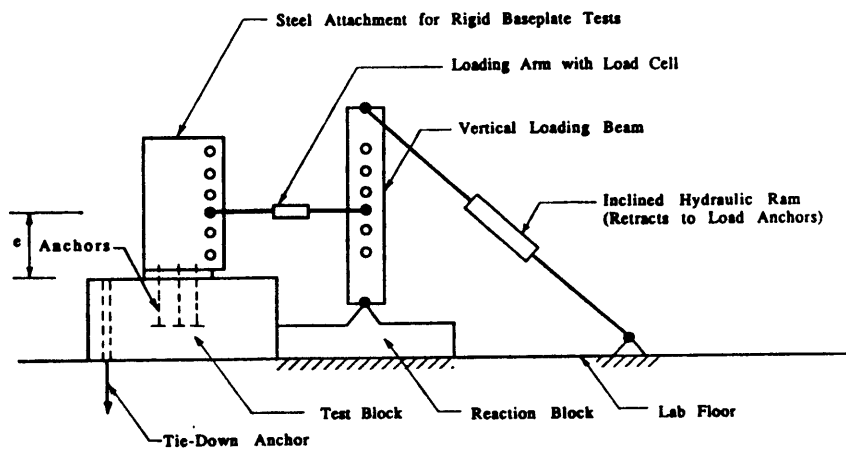 Steel Attachment for Rigid Baseplate Tests
Loading Arm with Load Cell
Vertical Loading Beam
Inclined Hydraulic Ram
(Retracts to Load Anchors)
e
Anchors
Test Block
Reaction Block
Lab Floor
Tie-Down Anchor